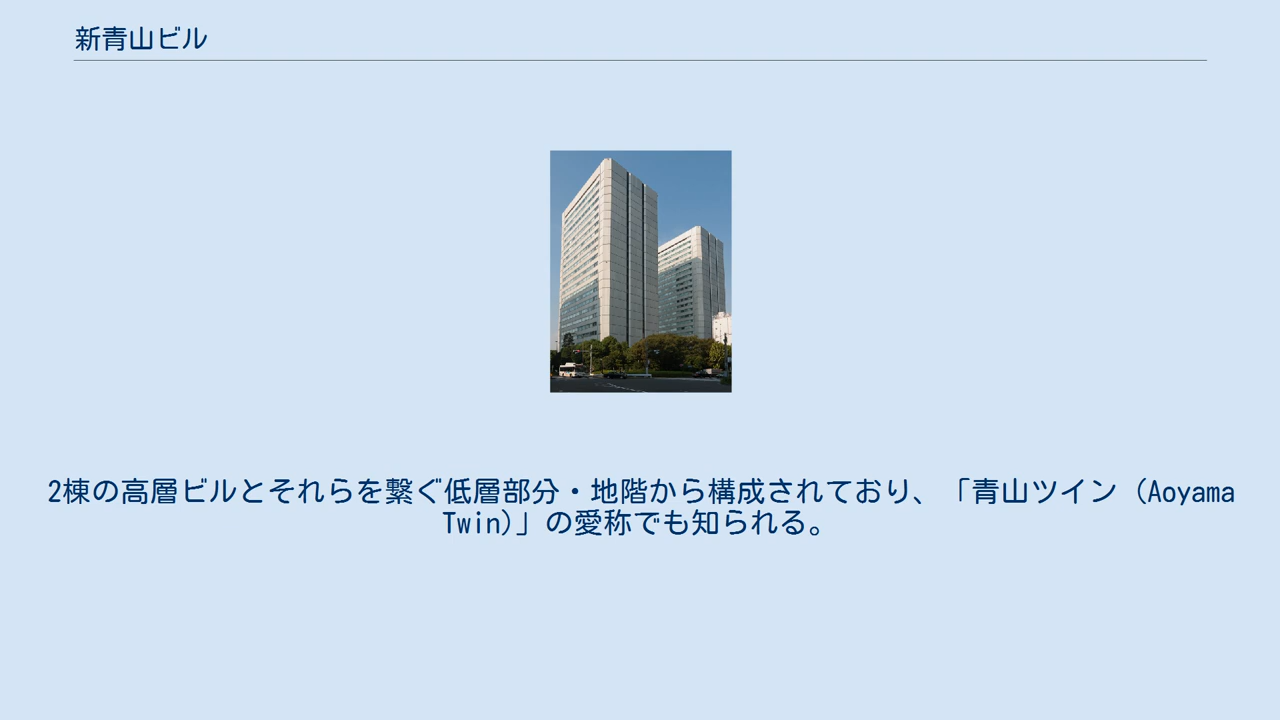 新青山ビル
2棟の高層ビルとそれらを繋ぐ低層部分・地階から構成されており、「青山ツイン (Aoyama
Twin)」の愛称でも知られる。